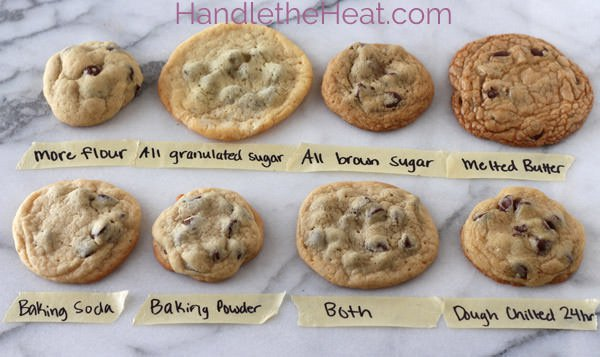 HandletheHeat.com
more flour
All granulated sugar
All brown sugar
Melted Butter
Baking Soda
Baking Powder
Both
Dough Chilled 24hr